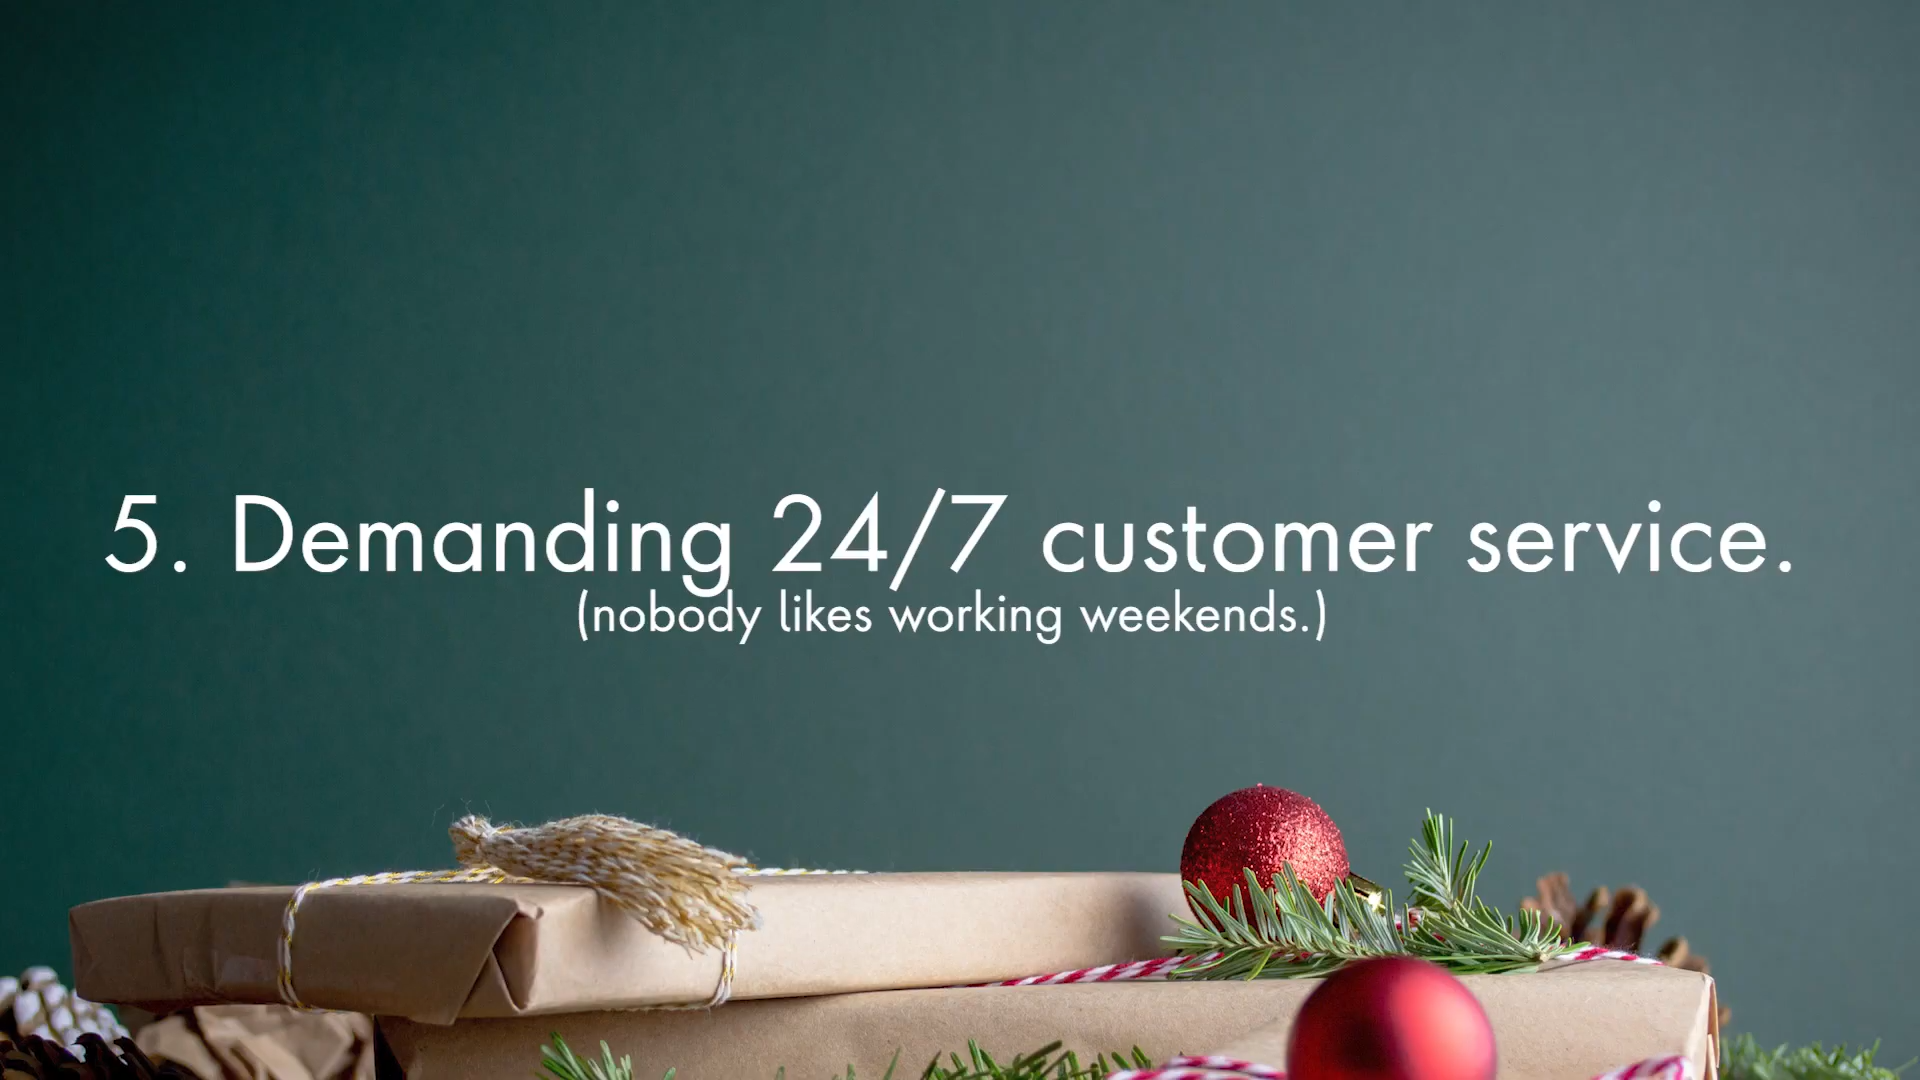 5. Demanding 24/7 customer service.
(nobody likes working weekends.)